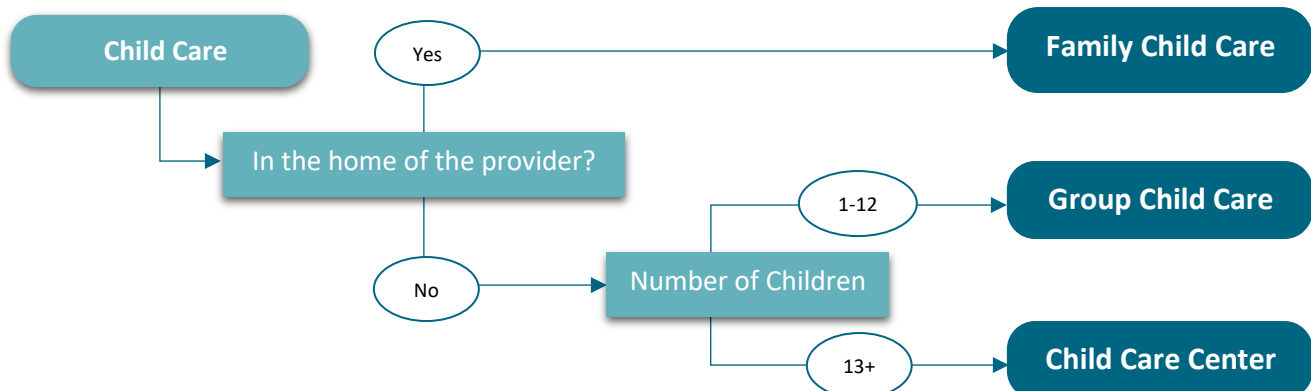 Child Care
Yes
Family Child Care
In the home of the provider?
1-12
Group Child Care
No
Number of Children
13+
Child Care Center